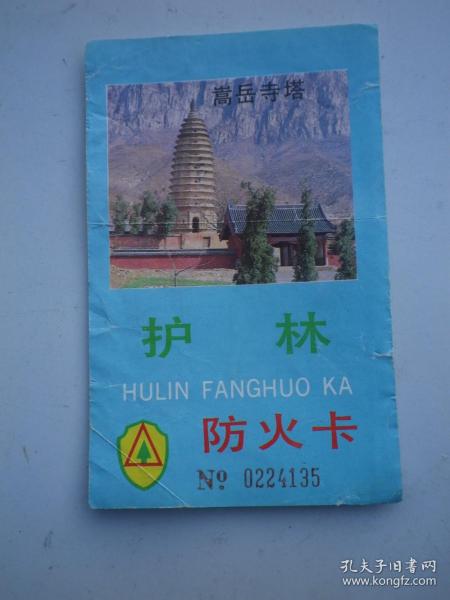 嵩岳寺塔
护林
HULIN FANGHUO KA
防火卡
Nº 0224135
孔夫子旧书网
www.kongfz.com